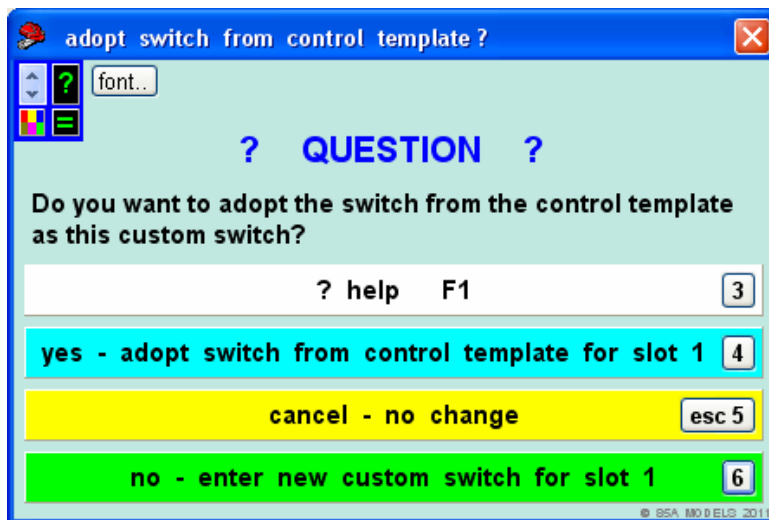 adopt switch from control template ?
? font..
=
? QUESTION ?
Do you want to adopt the switch from the control template
as this custom switch?
? help F1 3
yes - adopt switch from control template for slot 1 4
cancel - no change esc 5
no - enter new custom switch for slot 1 6
© 85A MODELS 2011